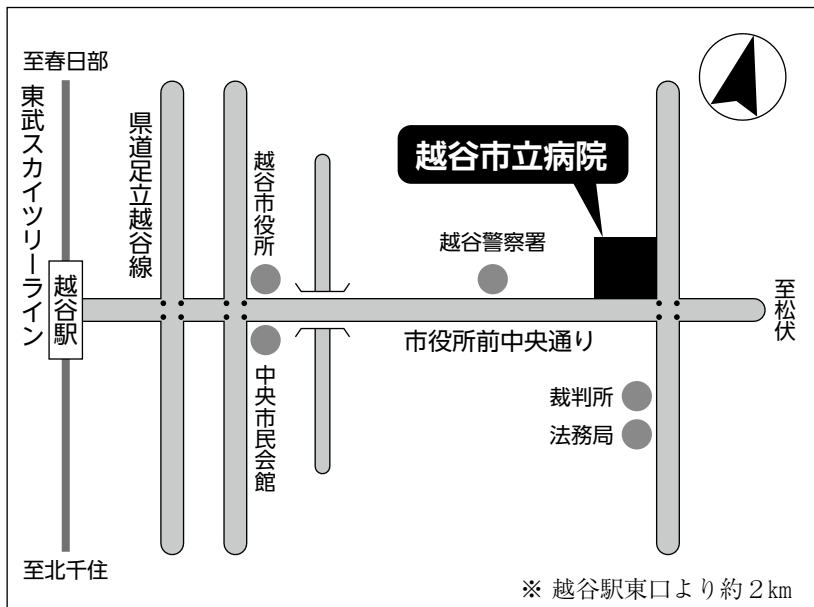 至春日部
東武スカイツリーライン
越谷駅
至北千住
県道足立越谷線
越谷市役所
中央市民会館
越谷市立病院
越谷警察署
市役所前中央通り
至松伏
裁判所
法務局
※ 越谷駅東口より約2㎞